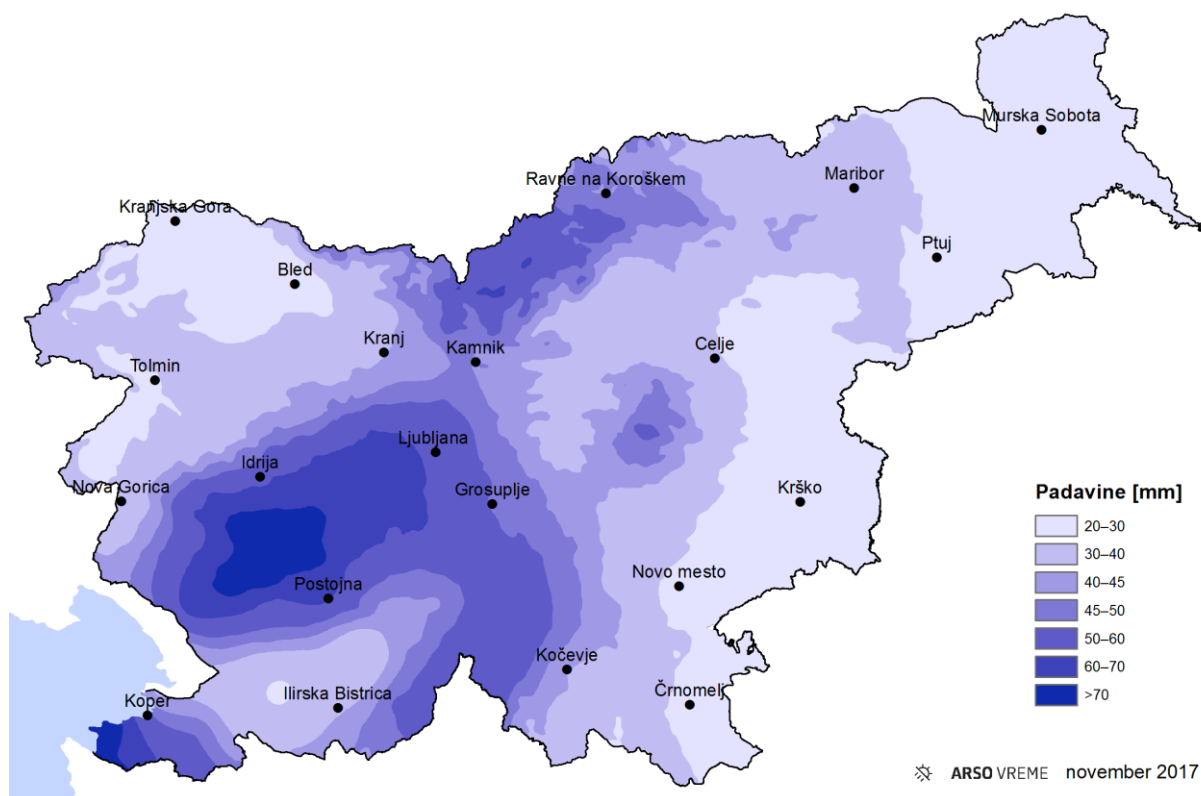 Murska Sobota
Ravne na Koroškem
Maribor
Kranjska Gora
Ptuj
Bled
Kranj
Kamnik
Celje
Tolmin
Ljubljana
Idrija
Nova Gorica
Grosuplje
Krško
Padavine [mm]
20–30
30–40
40–45
45–50
50–60
60–70
>70
Novo mesto
Postojna
Kočevje
Ilirska Bistrica
Črnomelj
Koper
ARSO VREME november 2017